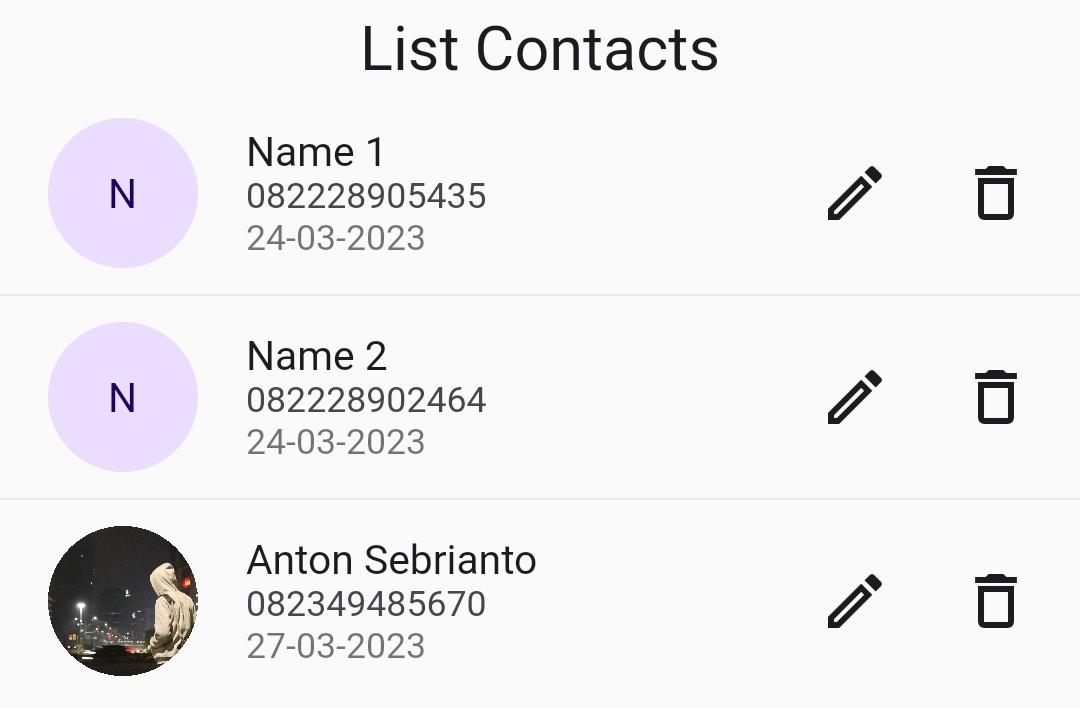 List Contacts
N
Name 1
082228905435
24-03-2023
N
Name 2
082228902464
24-03-2023
Anton Sebrianto
082349485670
27-03-2023